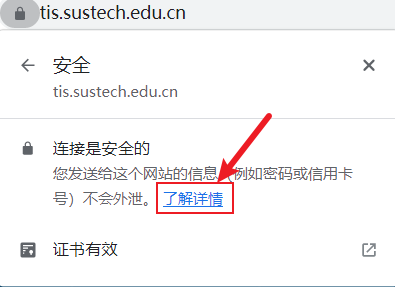 tis.sustech.edu.cn
安全
tis.sustech.edu.cn
连接是安全的
您发送给这个网站的信息（例如密码或信用卡
号）不会外泄。了解详情
证书有效